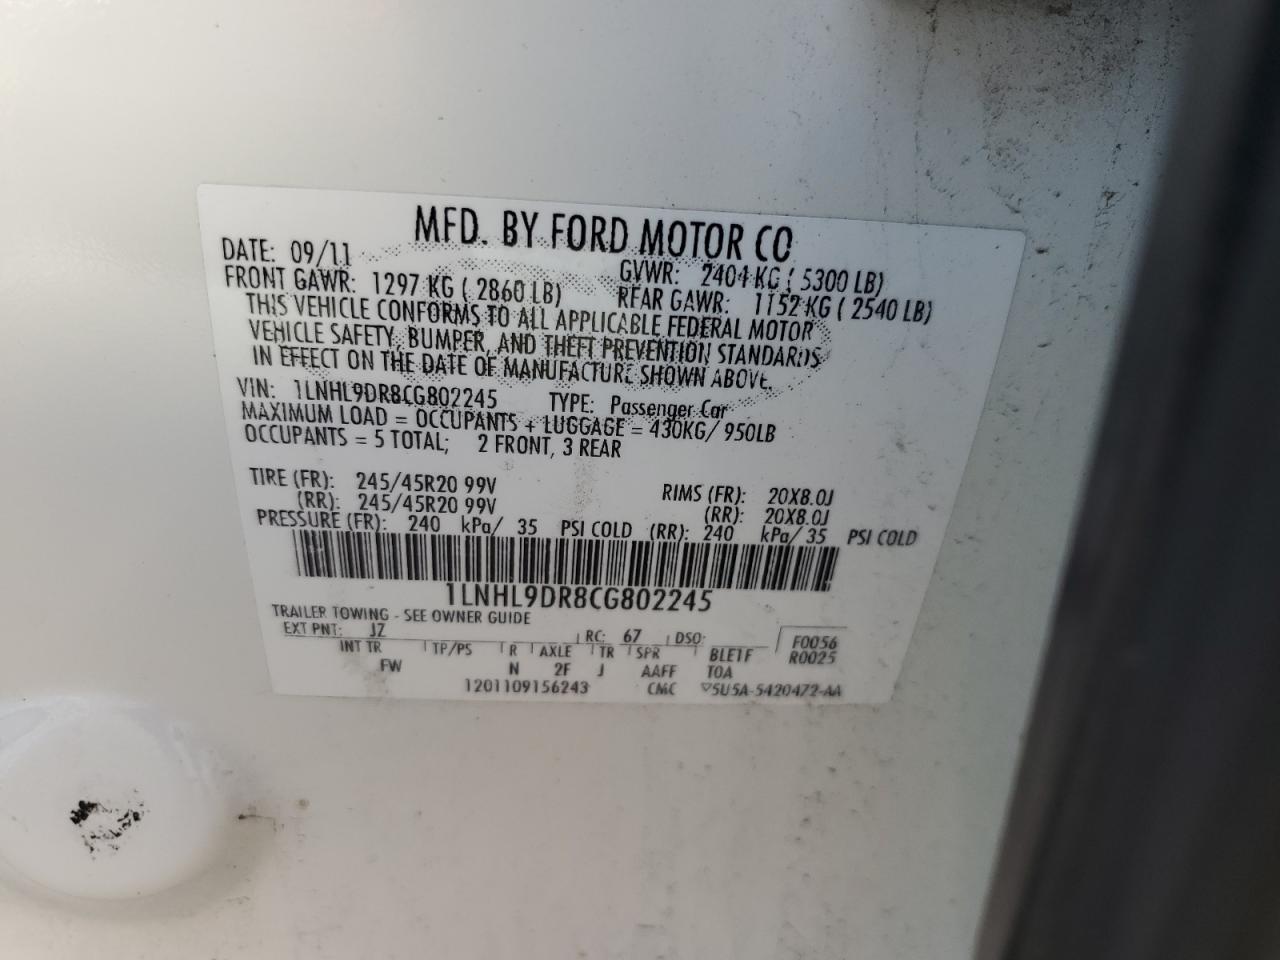 MFD. BY FORD MOTOR CO
DATE: 09/11 GVWR: 2404 KG ( 5300 LB)
FRONT GAWR: 1297 KG ( 2860 LB) REAR GAWR: 1152 KG ( 2540 LB)
THIS VEHICLE CONFORMS TO ALL APPLICABLE FEDERAL MOTOR
VEHICLE SAFETY, BUMPER, AND THEFT PREVENTION STANDARDS
IN EFFECT ON THE DATE OF MANUFACTURE SHOWN ABOVE.
VIN: 1LNHL9DR8CG802245 TYPE: Passenger Car
MAXIMUM LOAD = OCCUPANTS + LUGGAGE = 430KG/ 950LB
OCCUPANTS = 5 TOTAL; 2 FRONT, 3 REAR
TIRE (FR): 245/45R20 99V RIMS (FR): 20X8.0J
(RR): 245/45R20 99V (RR): 20X8.0J
PRESSURE (FR): 240 kPa/ 35 PSI COLD (RR): 240 kPa/ 35 PSI COLD
1LNHL9DR8CG802245
TRAILER TOWING - SEE OWNER GUIDE
EXT PNT: JZ RC: 67 DSO: F0056
INT TR TP/PS R AXLE TR SPR BLETF R0025
FW N 2F J AAFF TOA
1201109156243 CMC ▽5U5A-5420472-AA